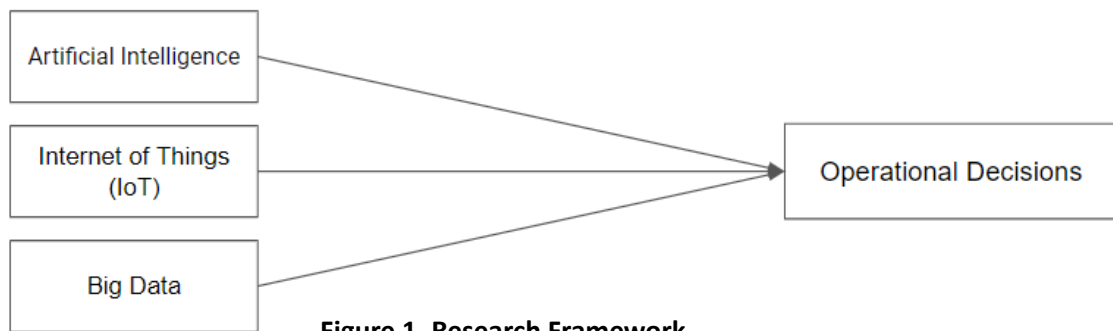 Artificial Intelligence
Internet of Things
(IoT)
Operational Decisions
Big Data
Figure 1. Research Framework